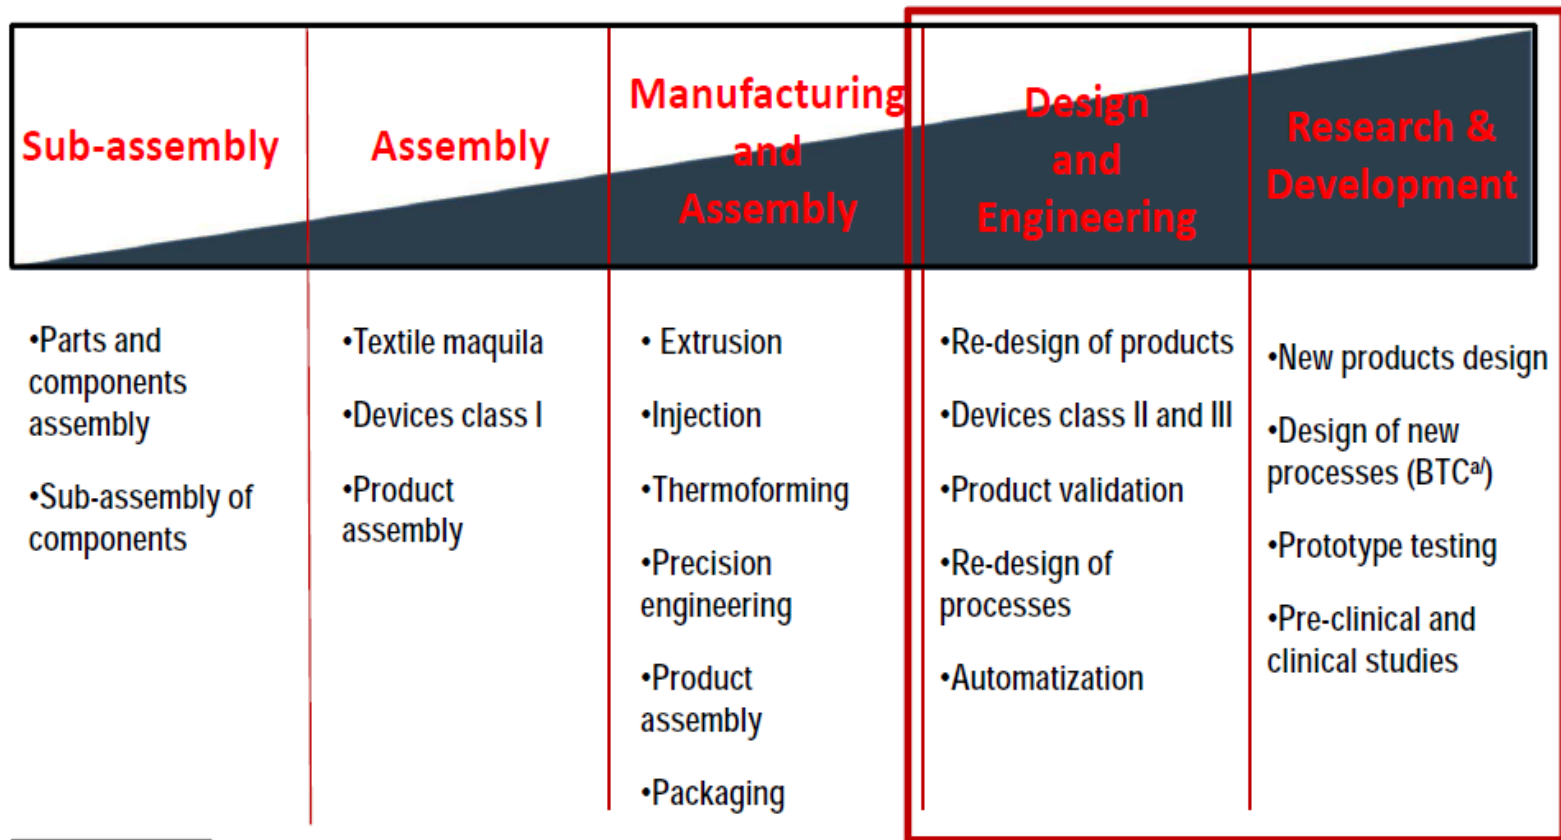 Sub-assembly
Assembly
Manufacturing
and
Assembly
Design
and
Engineering
Research &
Development
•Parts and
components
assembly
•Sub-assembly of
components
•Textile maquila
•Devices class I
•Product
assembly
• Extrusion
•Injection
•Thermoforming
•Precision
engineering
•Product
assembly
•Packaging
•Re-design of products
•Devices class II and III
•Product validation
•Re-design of
processes
•Automatization
•New products design
•Design of new
processes (BTCa/)
•Prototype testing
•Pre-clinical and
clinical studies